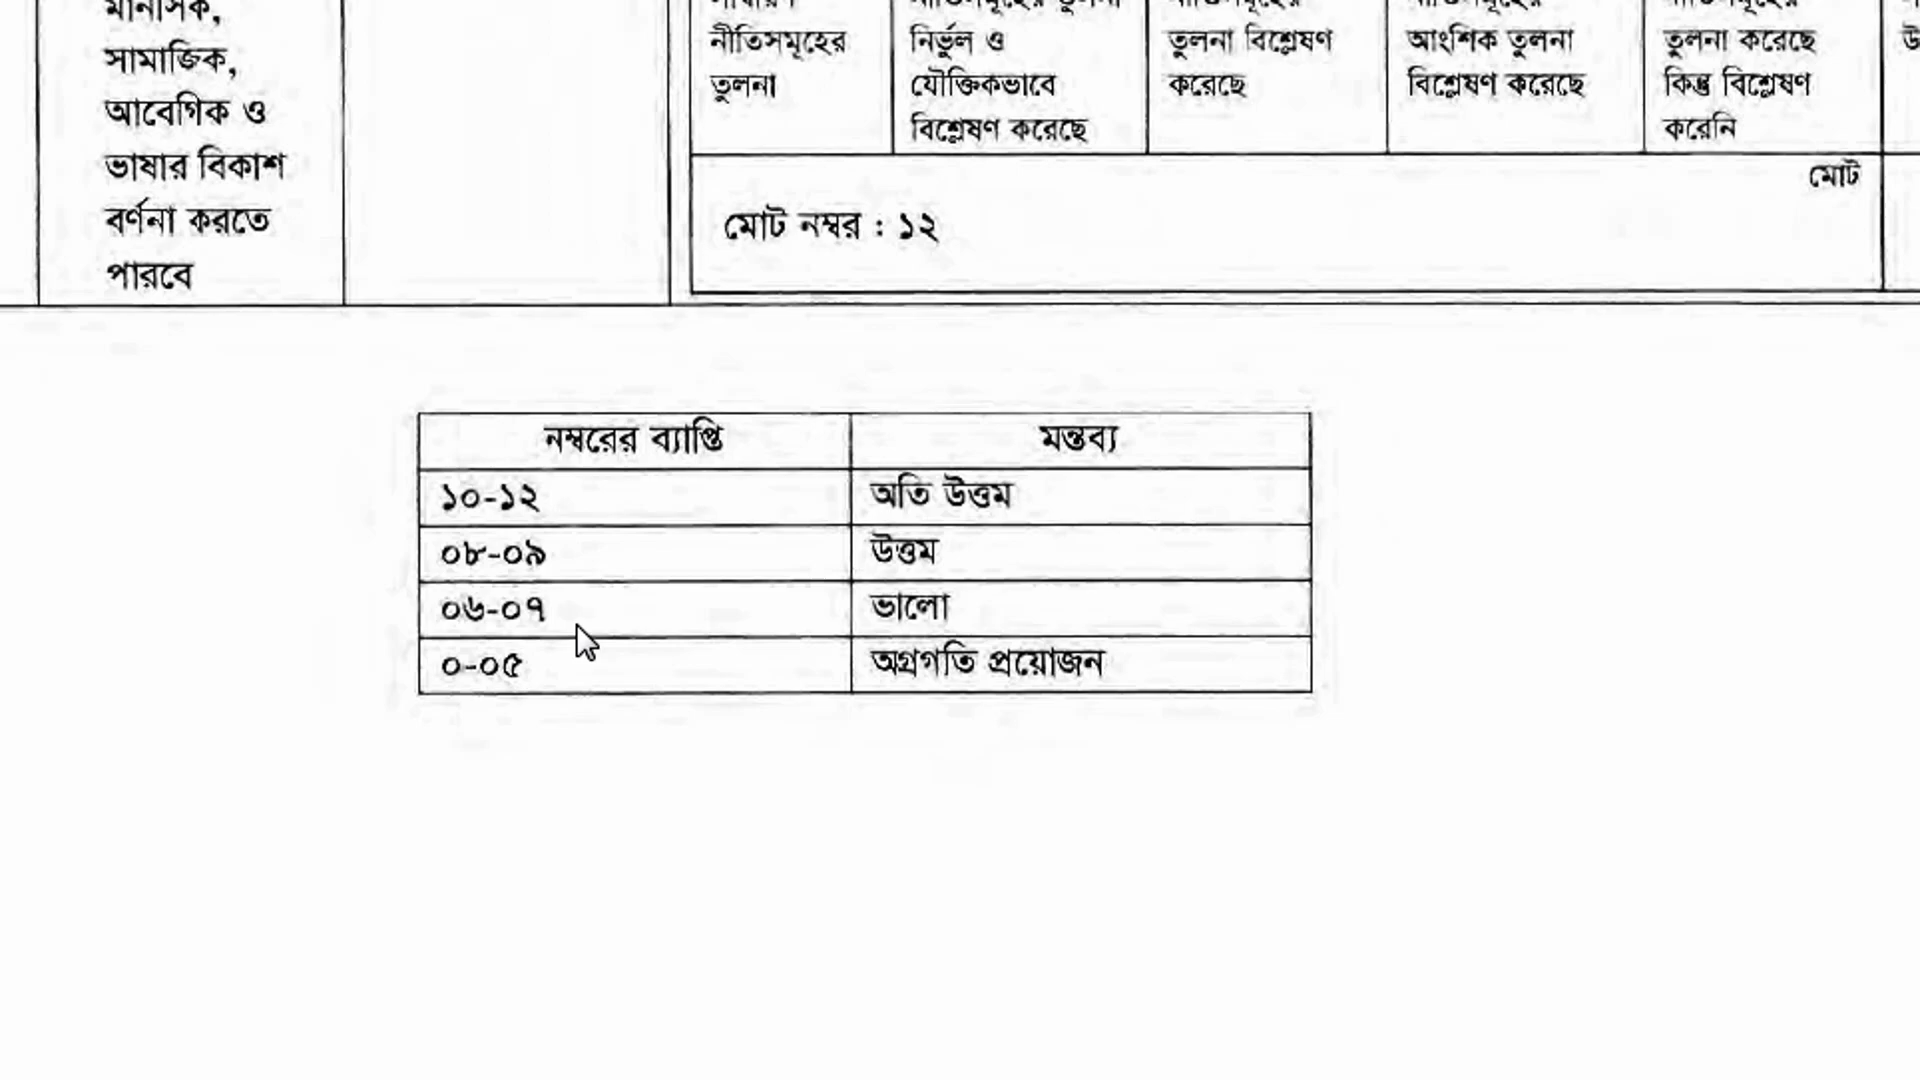 মানসিক,
সামাজিক,
আবেগিক ও
ভাষার বিকাশ
বর্ণনা করতে
পারবে
নীতিসমূহের
তুলনা
নির্ভুল ও
যৌক্তিকভাবে
বিশ্লেষণ করেছে
তুলনা বিশ্লেষণ
করেছে
আংশিক তুলনা
বিশ্লেষণ করেছে
তুলনা করেছে
কিন্তু বিশ্লেষণ
করেনি
মোট
মোট নম্বর : ১২
নম্বরের ব্যাপ্তি মন্তব্য
১০-১২ অতি উত্তম
০৮-০৯ উত্তম
০৬-০৭ ভালো
০-০৫ অগ্রগতি প্রয়োজন